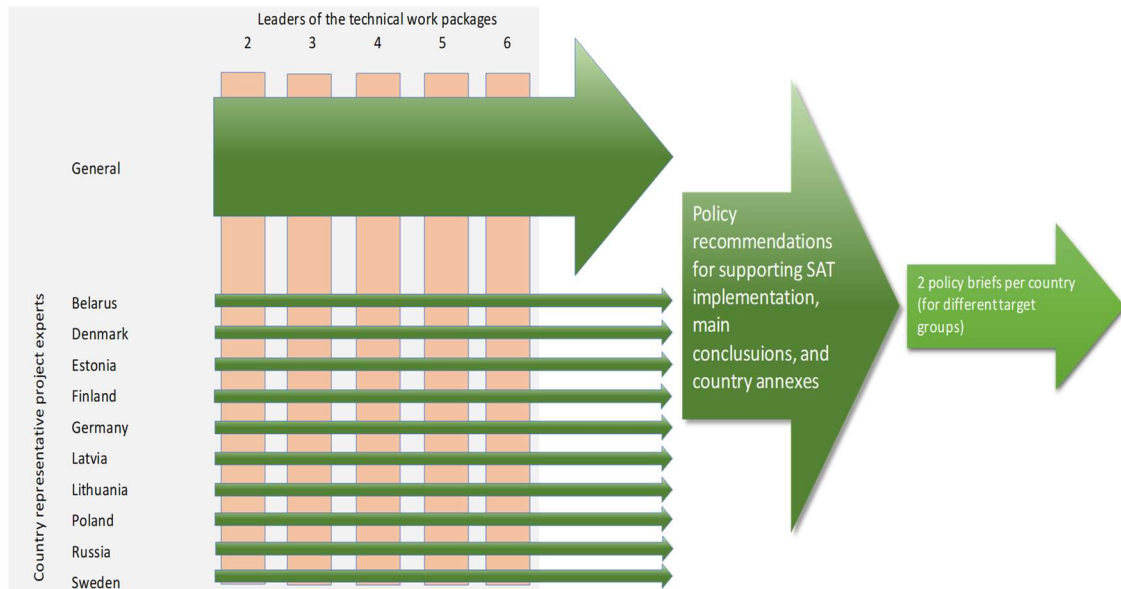 Leaders of the technical work packages
2 3 4 5 6
General
Country representative project experts
Belarus
Denmark
Estonia
Finland
Germany
Latvia
Lithuania
Poland
Russia
Sweden
Policy
recommendations
for supporting SAT
implementation,
main
conclusuions, and
country annexes
2 policy briefs per country
(for different target
groups)